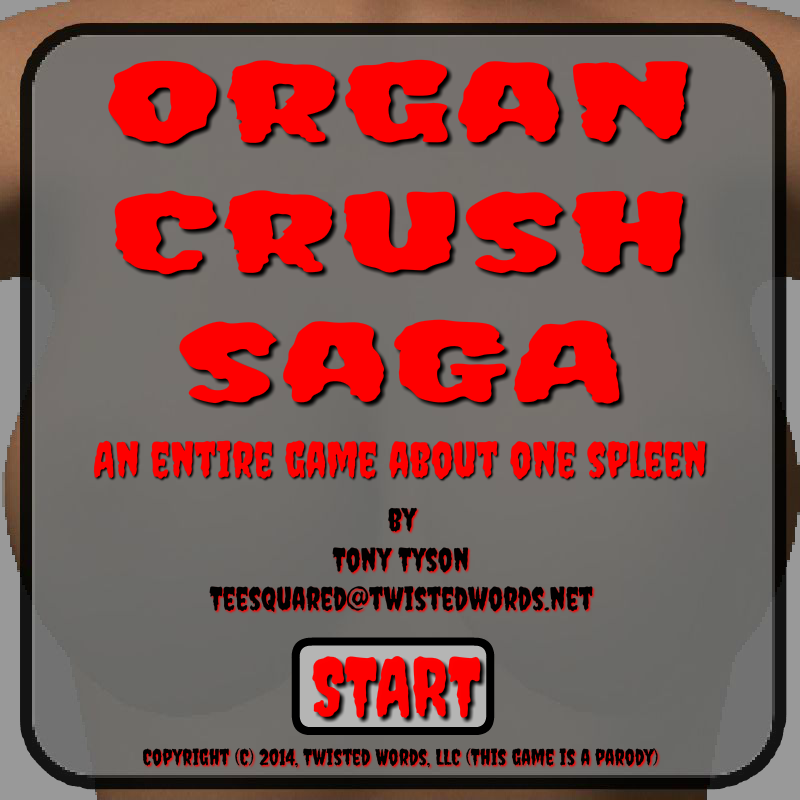 ORGAN
CRUSH
SAGA
AN ENTIRE GAME ABOUT ONE SPLEEN
BY
TONY TYSON
TEESQUARED@TWISTEDWORDS.NET
START
COPYRIGHT (C) 2014, TWISTED WORDS, LLC (THIS GAME IS A PARODY)